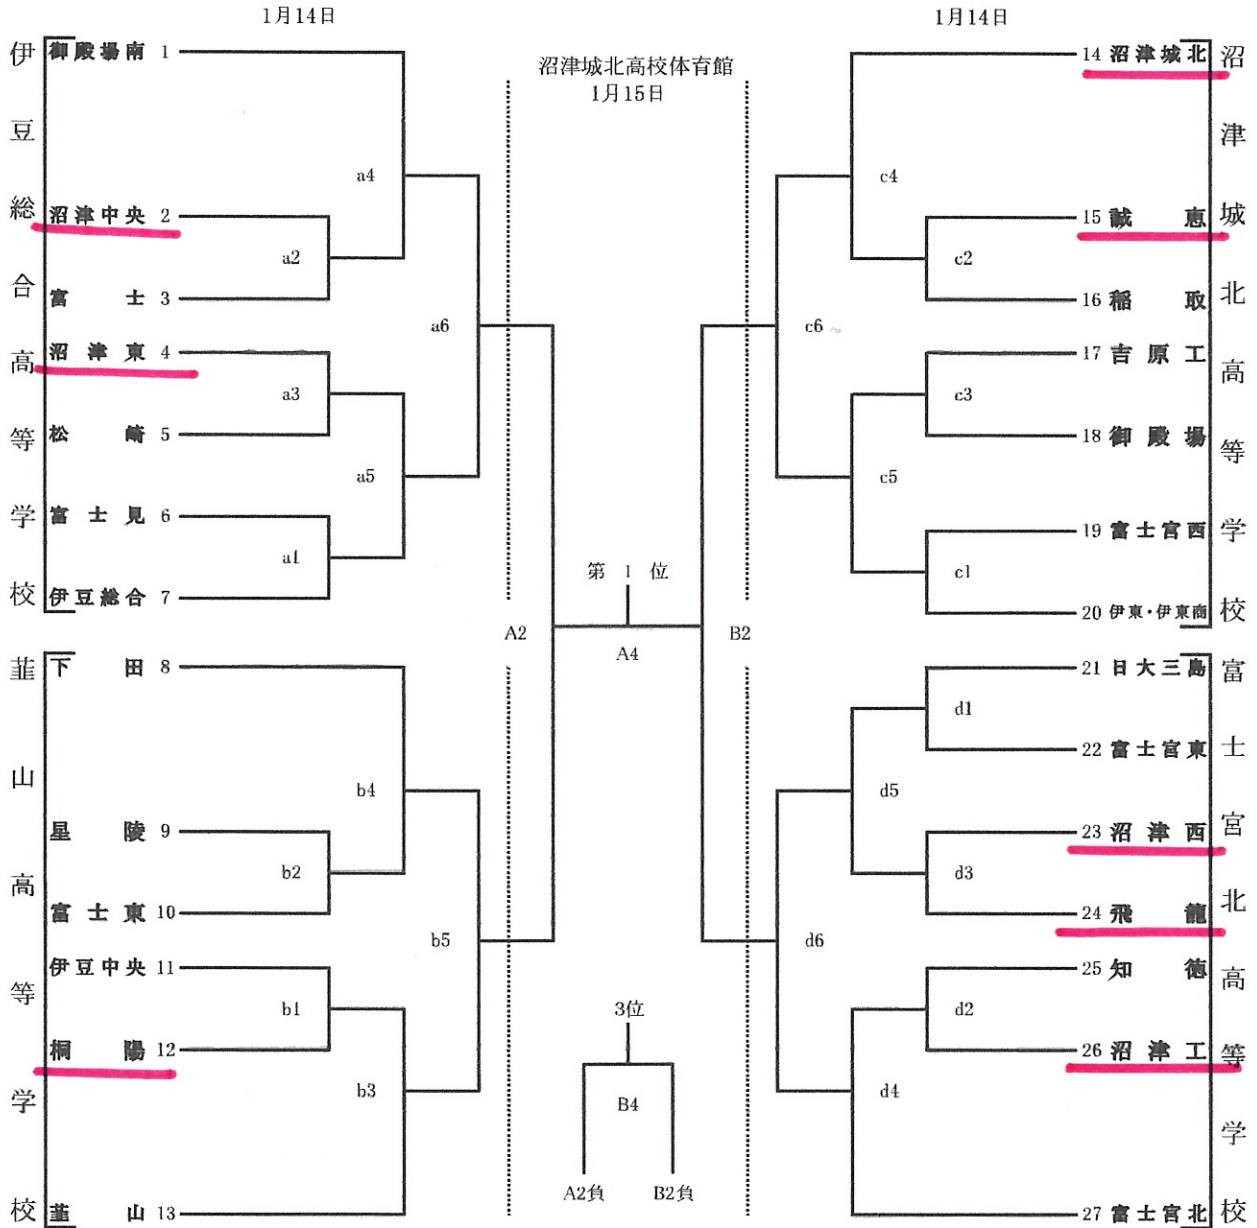 1月14日
1月14日
沼津城北高校体育館
1月15日
伊豆総合高等学校
御殿場南 1
沼津中央 2
富士 3
沼津東 4
松崎 5
富士見 6
伊豆総合 7
a4
a2
a6
a3
a5
a1
韮山高等学校
下田 8
星陵 9
富士東 10
伊豆中央 11
桐陽 12
韮山 13
b4
b2
b5
b1
b3
A2
第1位
A4
B2
3位
B4
A2負
B2負
沼津城北高等学校
14 沼津城北
15 誠恵
16 稲取
17 吉原工
18 御殿場
19 富士宮西
20 伊東・伊東商
c4
c2
c6
c3
c5
c1
富士宮北高等学校
21 日大三島
22 富士宮東
23 沼津西
24 飛龍
25 知徳
26 沼津工
27 富士宮北
d1
d5
d3
d6
d2
d4